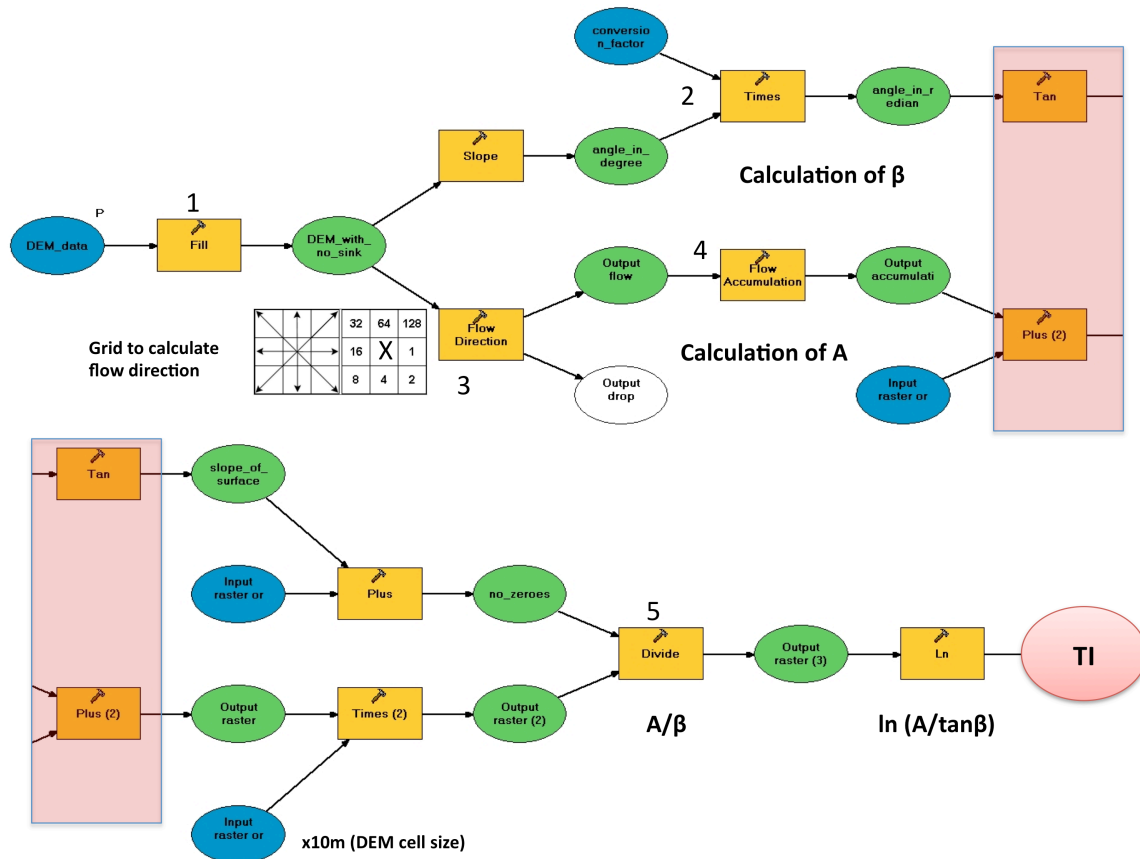 conversio
n_factor
2
Times
angle_in_r
edian
Tan
Slope
angle_in_
degree
Calculation of β
1
P
DEM_data
Fill
DEM_with_
no_sink
Output
flow
4
Flow
Accumulation
Output
accumulati
Grid to calculate
flow direction
32 64 128
16 X 1
8 4 2
Flow
Direction
3
Calculation of A
Plus (2)
Output
drop
Input
raster or
Tan
slope_of_
surface
Input
raster or
Plus
no_zeroes
5
Divide
Output
raster (3)
Ln
TI
Plus (2)
Output
raster
Times (2)
Output
raster (2)
A/β
ln (A/tanβ)
Input
raster or
x10m (DEM cell size)